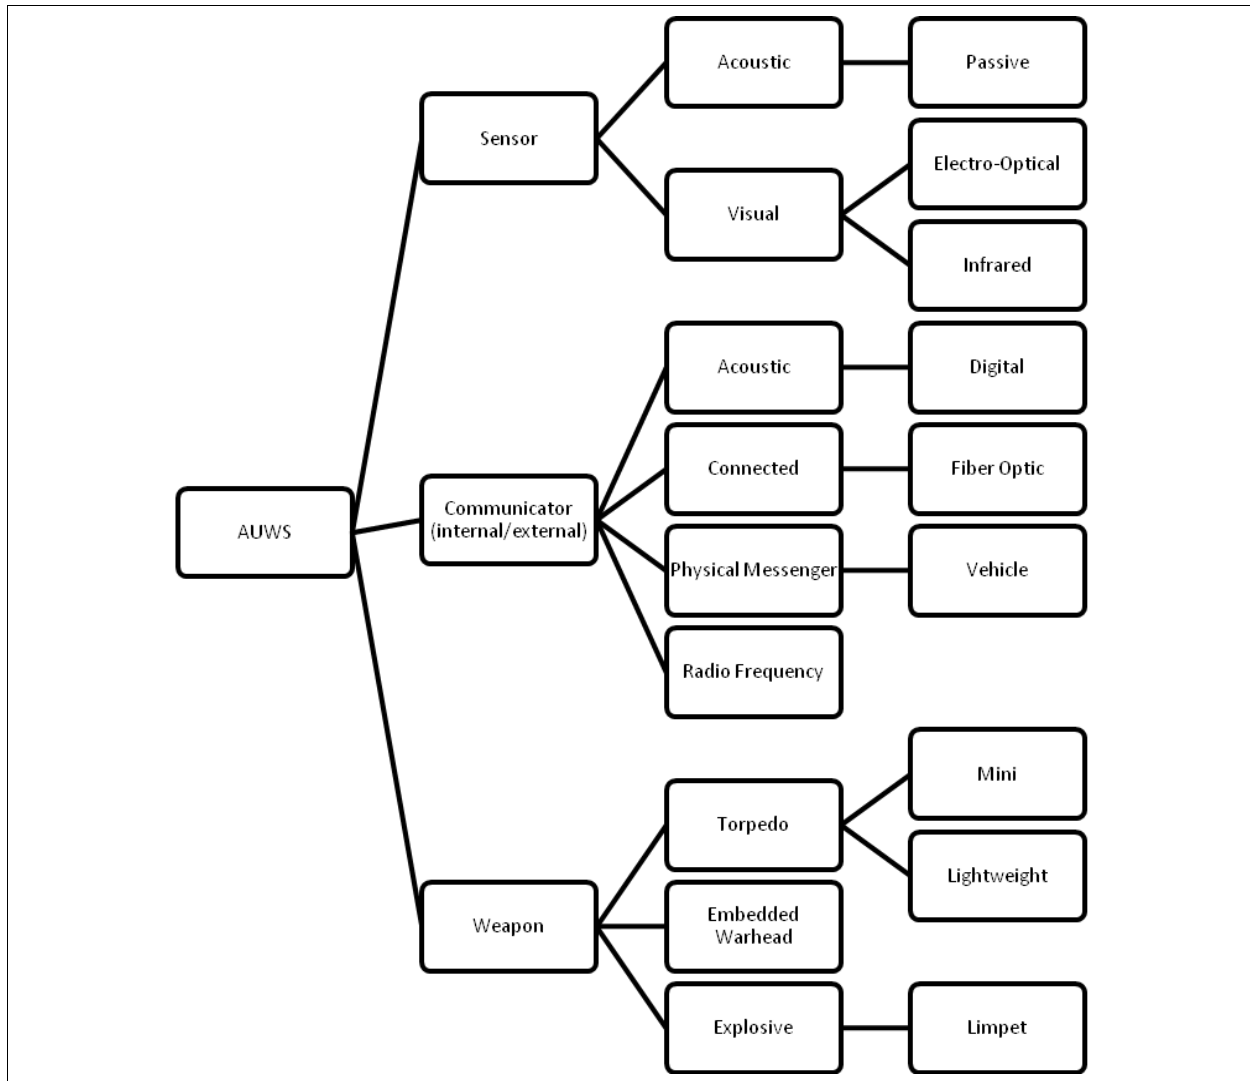 Acoustic
Passive
Sensor
Electro-Optical
Visual
Infrared
Acoustic
Digital
Connected
Fiber Optic
Communicator
(internal/external)
AUWS
Physical Messenger
Vehicle
Radio Frequency
Mini
Torpedo
Lightweight
Weapon
Embedded
Warhead
Explosive
Limpet